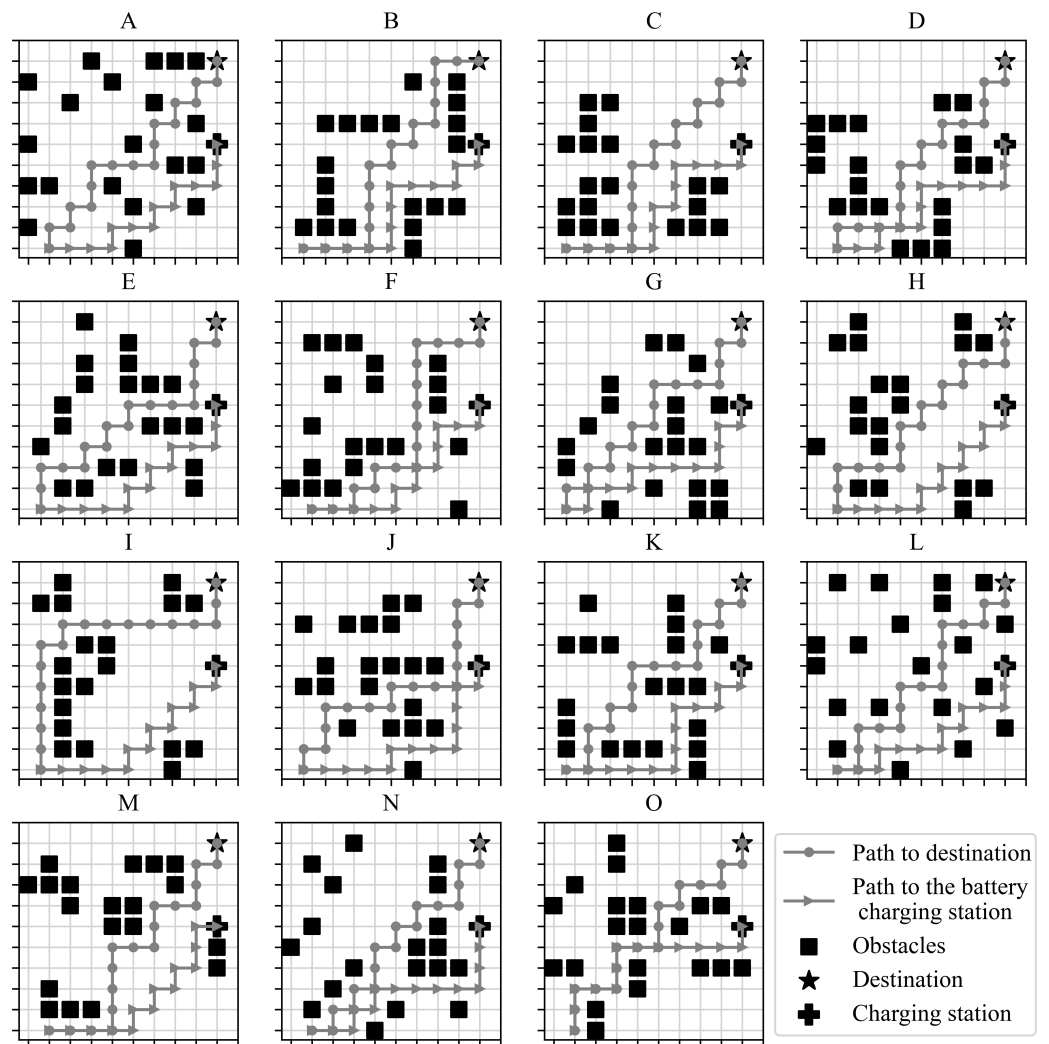 A B C D
E F G H
I J K L
M N O
Path to destination
Path to the battery
charging station
Obstacles
Destination
Charging station